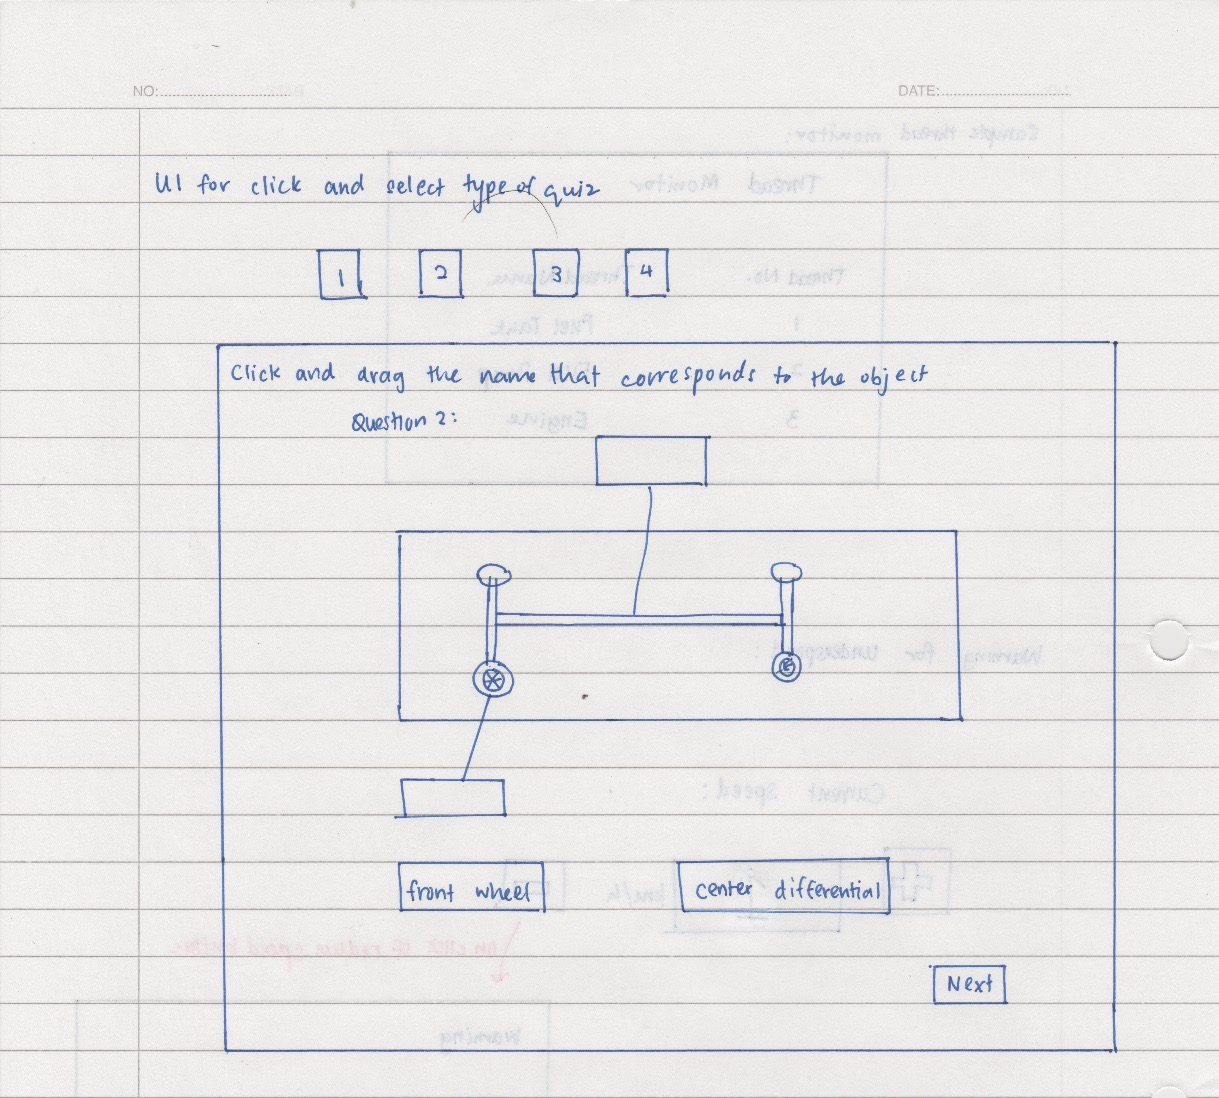 NO:
DATE:
UI for click and select type of quiz
1 2 3 4
Click and drag the name that corresponds to the object
Question 2:
front wheel
center differential
Next